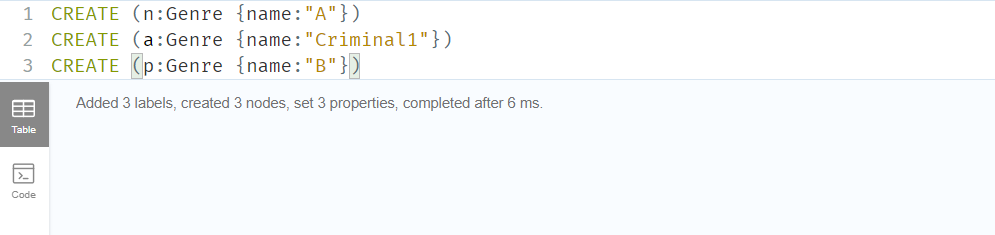 1 CREATE (n:Genre {name:"A"})
2 CREATE (a:Genre {name:"Criminal1"})
3 CREATE (p:Genre {name:"B"})
Added 3 labels, created 3 nodes, set 3 properties, completed after 6 ms.
Table
Code